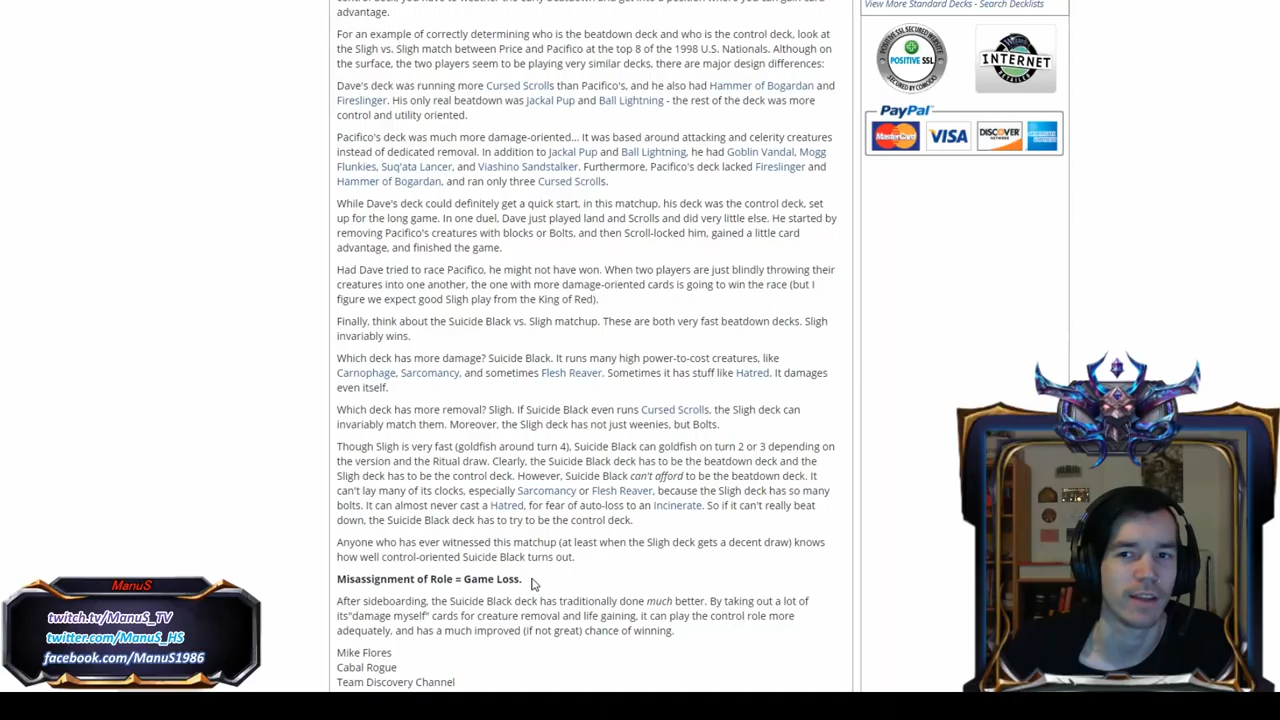 control deck, you have to weather the early beatdown and get into a position where you can gain card
advantage.
For an example of correctly determining who is the beatdown deck and who is the control deck, look at
the Sligh vs. Sligh match between Price and Pacifico at the top 8 of the 1998 U.S. Nationals. Although on
the surface, the two players seem to be playing very similar decks, there are major design differences:
Dave's deck was running more Cursed Scrolls than Pacifico's, and he also had Hammer of Bogardan and
Fireslinger. His only real beatdown was Jackal Pup and Ball Lightning - the rest of the deck was more
control and utility oriented.
Pacifico's deck was much more damage-oriented... It was based around attacking and celerity creatures
instead of dedicated removal. In addition to Jackal Pup and Ball Lightning, he had Goblin Vandal, Mogg
Flunkies, Suq'ata Lancer, and Viashino Sandstalker. Furthermore, Pacifico's deck lacked Fireslinger and
Hammer of Bogardan, and ran only three Cursed Scrolls.
While Dave's deck could definitely get a quick start, in this matchup, his deck was the control deck, set
up for the long game. In one duel, Dave just played land and Scrolls and did very little else. He started by
removing Pacifico's creatures with blocks or Bolts, and then Scroll-locked him, gained a little card
advantage, and finished the game.
Had Dave tried to race Pacifico, he might not have won. When two players are just blindly throwing their
creatures into one another, the one with more damage-oriented cards is going to win the race (but I
figure we expect good Sligh play from the King of Red).
Finally, think about the Suicide Black vs. Sligh matchup. These are both very fast beatdown decks. Sligh
invariably wins.
Which deck has more damage? Suicide Black. It runs many high power-to-cost creatures, like
Carnophage, Sarcomancy, and sometimes Flesh Reaver. Sometimes it has stuff like Hatred. It damages
even itself.
Which deck has more removal? Sligh. If Suicide Black even runs Cursed Scrolls, the Sligh deck can
invariably match them. Moreover, the Sligh deck has not just weenies, but Bolts.
Though Sligh is very fast (goldfish around turn 4), Suicide Black can goldfish on turn 2 or 3 depending on
the version and the Ritual draw. Clearly, the Suicide Black deck has to be the beatdown deck and the
Sligh deck has to be the control deck. However, Suicide Black can't afford to be the beatdown deck. It
can't lay many of its clocks, especially Sarcomancy or Flesh Reaver, because the Sligh deck has so many
bolts. It can almost never cast a Hatred, for fear of auto-loss to an Incinerate. So if it can't really beat
down, the Suicide Black deck has to try to be the control deck.
Anyone who has ever witnessed this matchup (at least when the Sligh deck gets a decent draw) knows
how well control-oriented Suicide Black turns out.
Misassignment of Role = Game Loss.
After sideboarding, the Suicide Black deck has traditionally done much better. By taking out a lot of
its"damage myself" cards for creature removal and life gaining, it can play the control role more
adequately, and has a much improved (if not great) chance of winning.
Mike Flores
Cabal Rogue
Team Discovery Channel
View More Standard Decks - Search Decklists
POSITIVE SSL
SECURED BY COMODO
INTERNET
RETAILER
PayPal
MasterCard VISA DISCOVER
ManuS
twitch.tv/ManuS_TV
twitter.com/ManuS_HS
facebook.com/ManuS1986